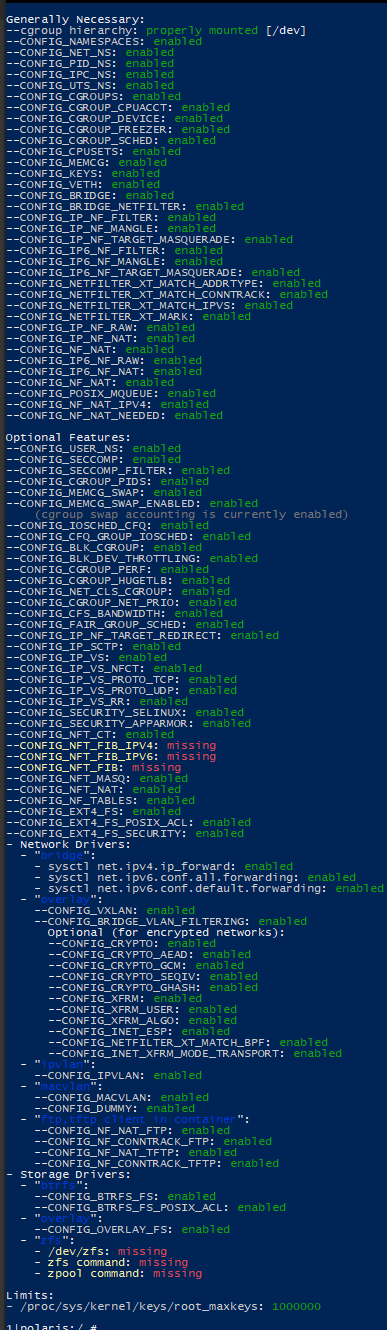 Generally Necessary:
--cgroup hierarchy: properly mounted [/dev]
--CONFIG_NAMESPACES: enabled
--CONFIG_NET_NS: enabled
--CONFIG_PID_NS: enabled
--CONFIG_IPC_NS: enabled
--CONFIG_UTS_NS: enabled
--CONFIG_CGROUPS: enabled
--CONFIG_CGROUP_CPUACCT: enabled
--CONFIG_CGROUP_DEVICE: enabled
--CONFIG_CGROUP_FREEZER: enabled
--CONFIG_CGROUP_SCHED: enabled
--CONFIG_CPUSETS: enabled
--CONFIG_MEMCG: enabled
--CONFIG_KEYS: enabled
--CONFIG_VETH: enabled
--CONFIG_BRIDGE: enabled
--CONFIG_BRIDGE_NETFILTER: enabled
--CONFIG_IP_NF_FILTER: enabled
--CONFIG_IP_NF_MANGLE: enabled
--CONFIG_IP_NF_TARGET_MASQUERADE: enabled
--CONFIG_IP6_NF_FILTER: enabled
--CONFIG_IP6_NF_MANGLE: enabled
--CONFIG_IP6_NF_TARGET_MASQUERADE: enabled
--CONFIG_NETFILTER_XT_MATCH_ADDRTYPE: enabled
--CONFIG_NETFILTER_XT_MATCH_CONNTRACK: enabled
--CONFIG_NETFILTER_XT_MATCH_IPVS: enabled
--CONFIG_NETFILTER_XT_MARK: enabled
--CONFIG_IP_NF_RAW: enabled
--CONFIG_IP_NF_NAT: enabled
--CONFIG_NF_NAT: enabled
--CONFIG_IP6_NF_RAW: enabled
--CONFIG_IP6_NF_NAT: enabled
--CONFIG_NF_NAT: enabled
--CONFIG_POSIX_MQUEUE: enabled
--CONFIG_NF_NAT_IPV4: enabled
--CONFIG_NF_NAT_NEEDED: enabled
Optional Features:
--CONFIG_USER_NS: enabled
--CONFIG_SECCOMP: enabled
--CONFIG_SECCOMP_FILTER: enabled
--CONFIG_CGROUP_PIDS: enabled
--CONFIG_MEMCG_SWAP: enabled
--CONFIG_MEMCG_SWAP_ENABLED: enabled
(cgroup swap accounting is currently enabled)
--CONFIG_IOSCHED_CFQ: enabled
--CONFIG_CFQ_GROUP_IOSCHED: enabled
--CONFIG_BLK_CGROUP: enabled
--CONFIG_BLK_DEV_THROTTLING: enabled
--CONFIG_CGROUP_PERF: enabled
--CONFIG_CGROUP_HUGETLB: enabled
--CONFIG_NET_CLS_CGROUP: enabled
--CONFIG_CGROUP_NET_PRIO: enabled
--CONFIG_CFS_BANDWIDTH: enabled
--CONFIG_FAIR_GROUP_SCHED: enabled
--CONFIG_IP_NF_TARGET_REDIRECT: enabled
--CONFIG_IP_SCTP: enabled
--CONFIG_IP_VS: enabled
--CONFIG_IP_VS_NFCT: enabled
--CONFIG_IP_VS_PROTO_TCP: enabled
--CONFIG_IP_VS_PROTO_UDP: enabled
--CONFIG_IP_VS_RR: enabled
--CONFIG_SECURITY_SELINUX: enabled
--CONFIG_SECURITY_APPARMOR: enabled
--CONFIG_NFT_CT: enabled
--CONFIG_NFT_FIB_IPV4: missing
--CONFIG_NFT_FIB_IPV6: missing
--CONFIG_NFT_FIB: missing
--CONFIG_NFT_MASQ: enabled
--CONFIG_NFT_NAT: enabled
--CONFIG_NF_TABLES: enabled
--CONFIG_EXT4_FS: enabled
--CONFIG_EXT4_FS_POSIX_ACL: enabled
--CONFIG_EXT4_FS_SECURITY: enabled
- Network Drivers:
- "bridge":
- sysctl net.ipv4.ip_forward: enabled
- sysctl net.ipv6.conf.all.forwarding: enabled
- sysctl net.ipv6.conf.default.forwarding: enabled
- "overlay":
--CONFIG_VXLAN: enabled
--CONFIG_BRIDGE_VLAN_FILTERING: enabled
Optional (for encrypted networks):
--CONFIG_CRYPTO: enabled
--CONFIG_CRYPTO_AEAD: enabled
--CONFIG_CRYPTO_GCM: enabled
--CONFIG_CRYPTO_SEQIV: enabled
--CONFIG_CRYPTO_GHASH: enabled
--CONFIG_XFRM: enabled
--CONFIG_XFRM_USER: enabled
--CONFIG_XFRM_ALGO: enabled
--CONFIG_INET_ESP: enabled
--CONFIG_NETFILTER_XT_MATCH_BPF: enabled
--CONFIG_INET_XFRM_MODE_TRANSPORT: enabled
- "ipvlan":
--CONFIG_IPVLAN: enabled
- "macvlan":
--CONFIG_MACVLAN: enabled
--CONFIG_DUMMY: enabled
- "ftp,tftp client in container":
--CONFIG_NF_NAT_FTP: enabled
--CONFIG_NF_CONNTRACK_FTP: enabled
--CONFIG_NF_NAT_TFTP: enabled
--CONFIG_NF_CONNTRACK_TFTP: enabled
- Storage Drivers:
- "btrfs":
--CONFIG_BTRFS_FS: enabled
--CONFIG_BTRFS_FS_POSIX_ACL: enabled
- "overlay":
--CONFIG_OVERLAY_FS: enabled
- "zfs":
- /dev/zfs: missing
- zfs command: missing
- zpool command: missing
Limits:
- /proc/sys/kernel/keys/root_maxkeys: 1000000
1|polaris:/ #